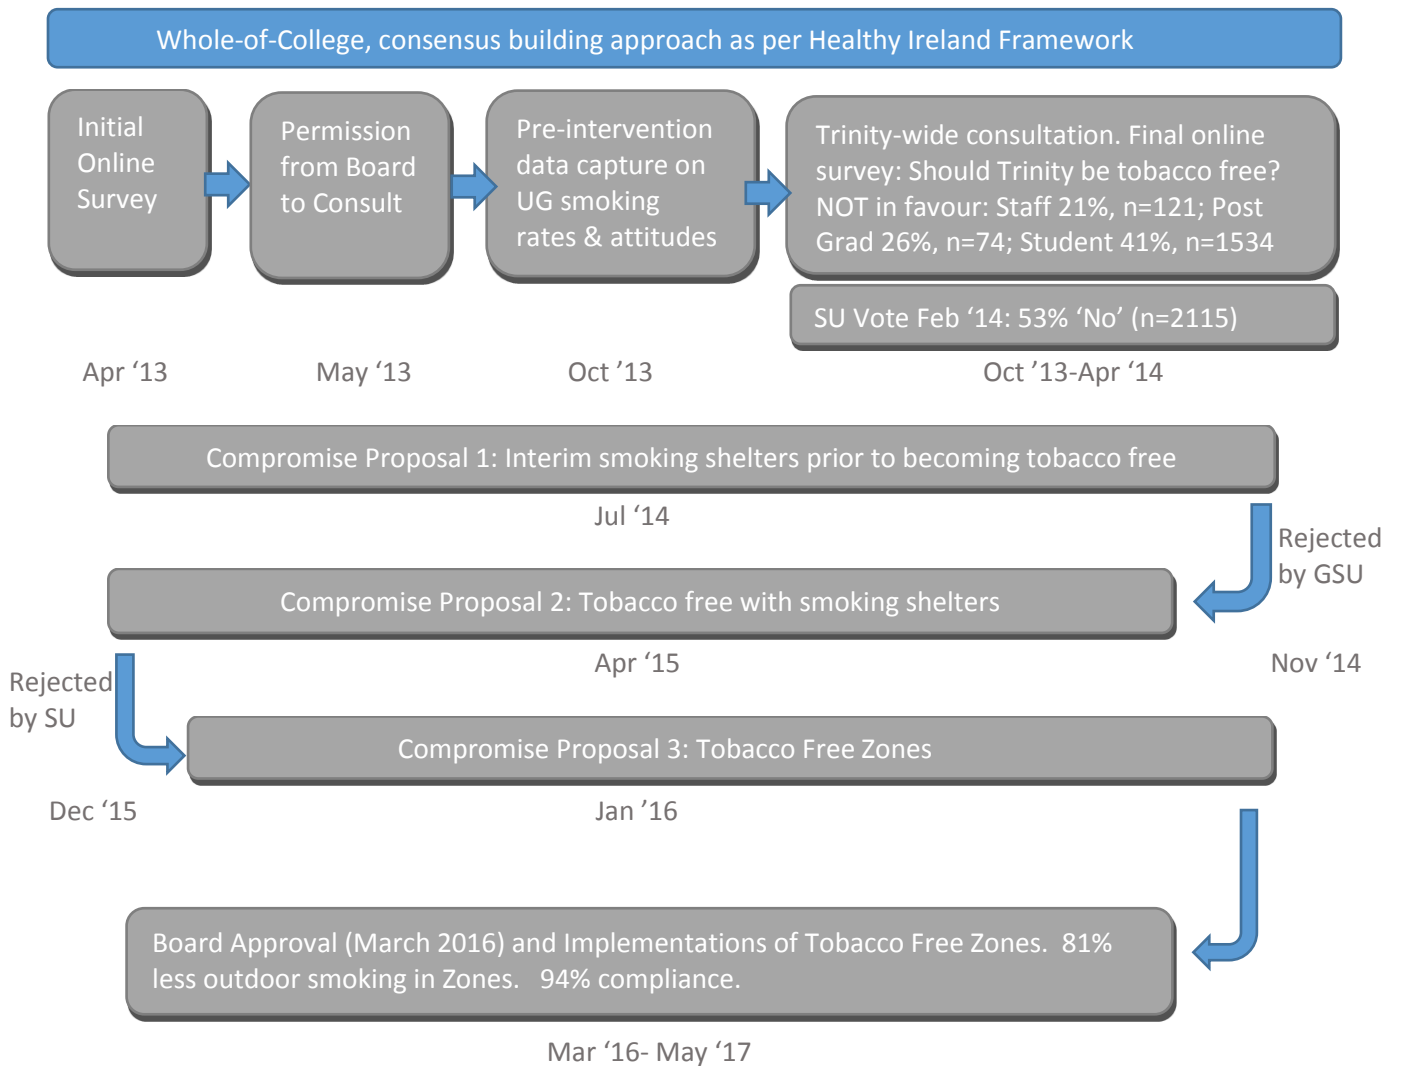 Whole-of-College, consensus building approach as per Healthy Ireland Framework
Initial
Online
Survey
Permission
from Board
to Consult
Pre-intervention
data capture on
UG smoking
rates & attitudes
Trinity-wide consultation. Final online
survey: Should Trinity be tobacco free?
NOT in favour: Staff 21%, n=121; Post
Grad 26%, n=74; Student 41%, n=1534
SU Vote Feb ‘14: 53% ‘No’ (n=2115)
Apr ‘13
May ‘13
Oct ’13
Oct ’13-Apr ‘14
Compromise Proposal 1: Interim smoking shelters prior to becoming tobacco free
Jul ‘14
Rejected
by GSU
Compromise Proposal 2: Tobacco free with smoking shelters
Apr ‘15
Nov ‘14
Rejected
by SU
Compromise Proposal 3: Tobacco Free Zones
Dec ‘15
Jan ’16
Board Approval (March 2016) and Implementations of Tobacco Free Zones.  81%
less outdoor smoking in Zones.   94% compliance.
Mar ‘16- May ‘17